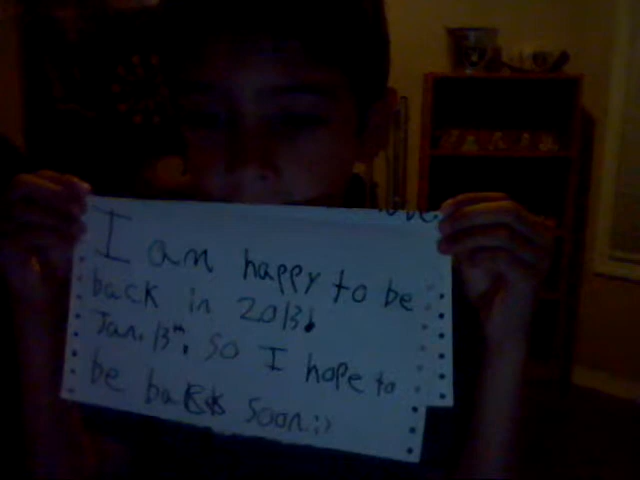 I am happy to be
back in 2013!
Jan. 13th. so I hope to
be back soon:)